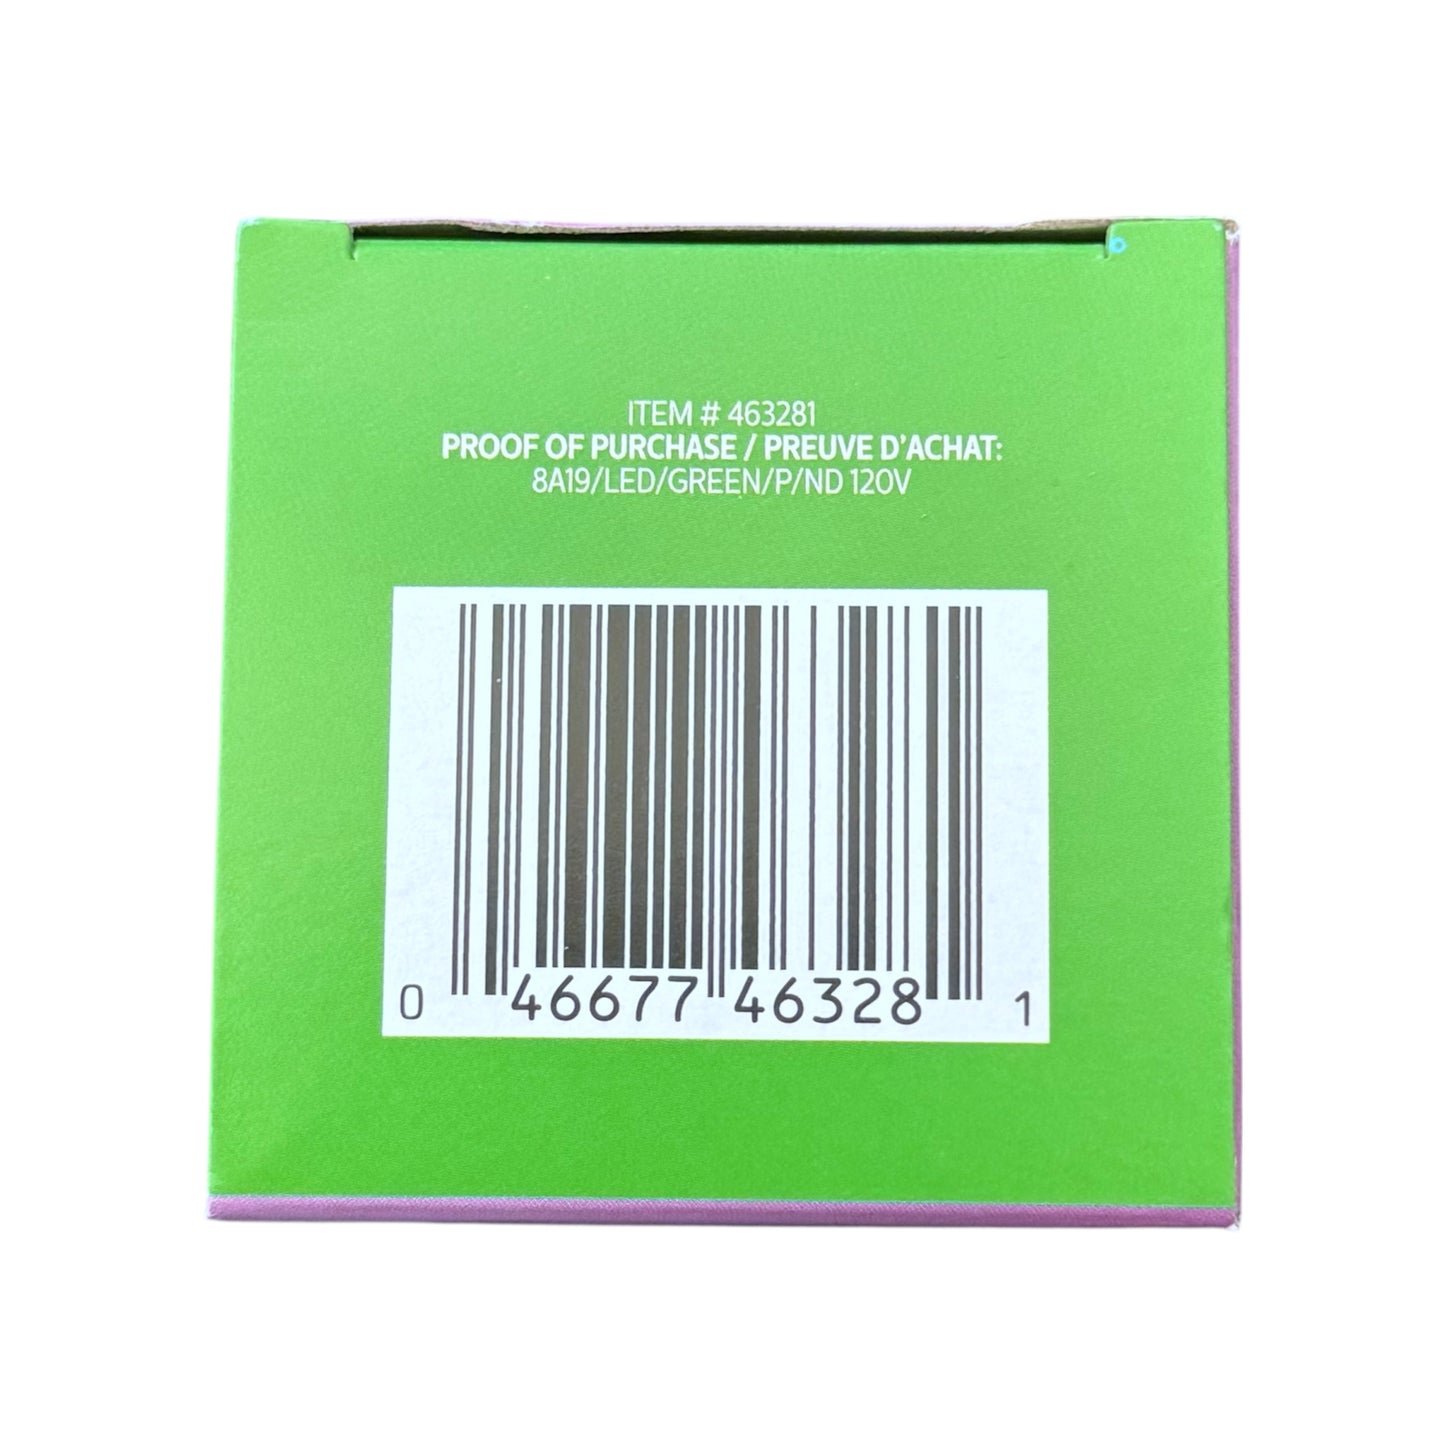 ITEM # 463281
PROOF OF PURCHASE / PREUVE D'ACHAT:
8A19/LED/GREEN/P/ND 120V
0 46677 46328 1